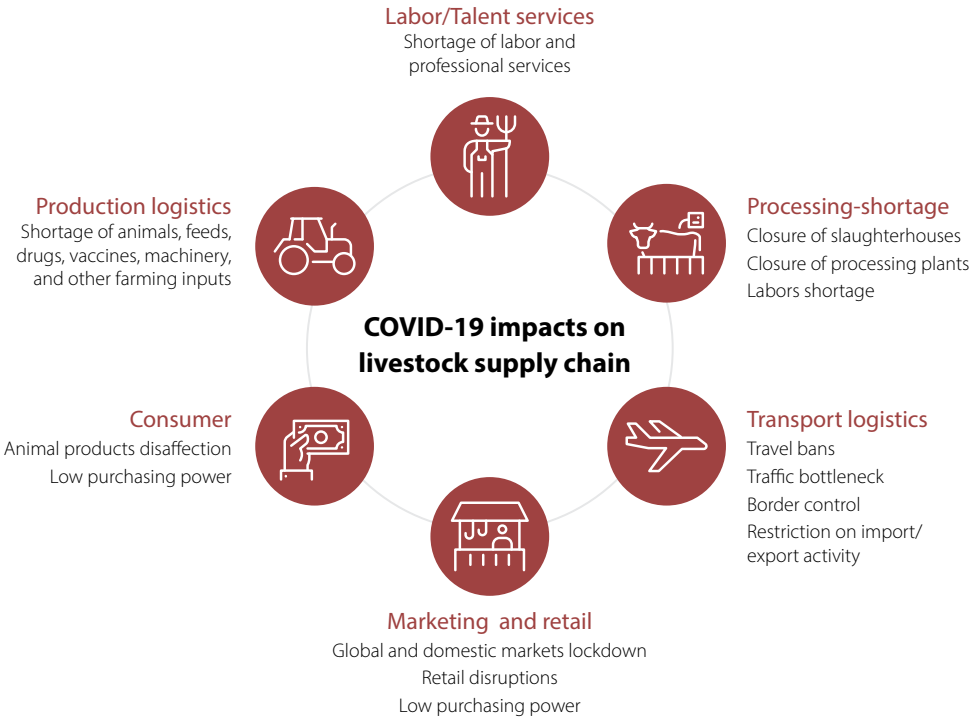 Labor/Talent services
Shortage of labor and
professional services
Production logistics
Shortage of animals, feeds,
drugs, vaccines, machinery,
and other farming inputs
Processing-shortage
Closure of slaughterhouses
Closure of processing plants
Labors shortage
COVID-19 impacts on
livestock supply chain
Consumer
Animal products disaffection
Low purchasing power
Transport logistics
Travel bans
Traffic bottleneck
Border control
Restriction on import/
export activity
Marketing and retail
Global and domestic markets lockdown
Retail disruptions
Low purchasing power